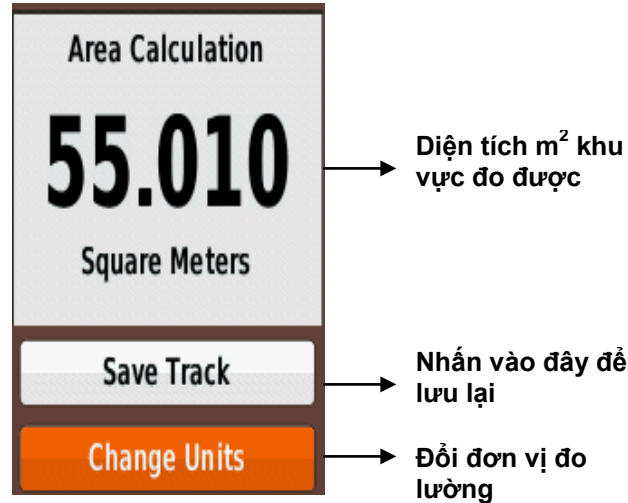 Area Calculation
55.010
Square Meters
Save Track
Change Units
Diện tích m² khu
vực đo được
Nhấn vào đây để
lưu lại
Đổi đơn vị đo
lường